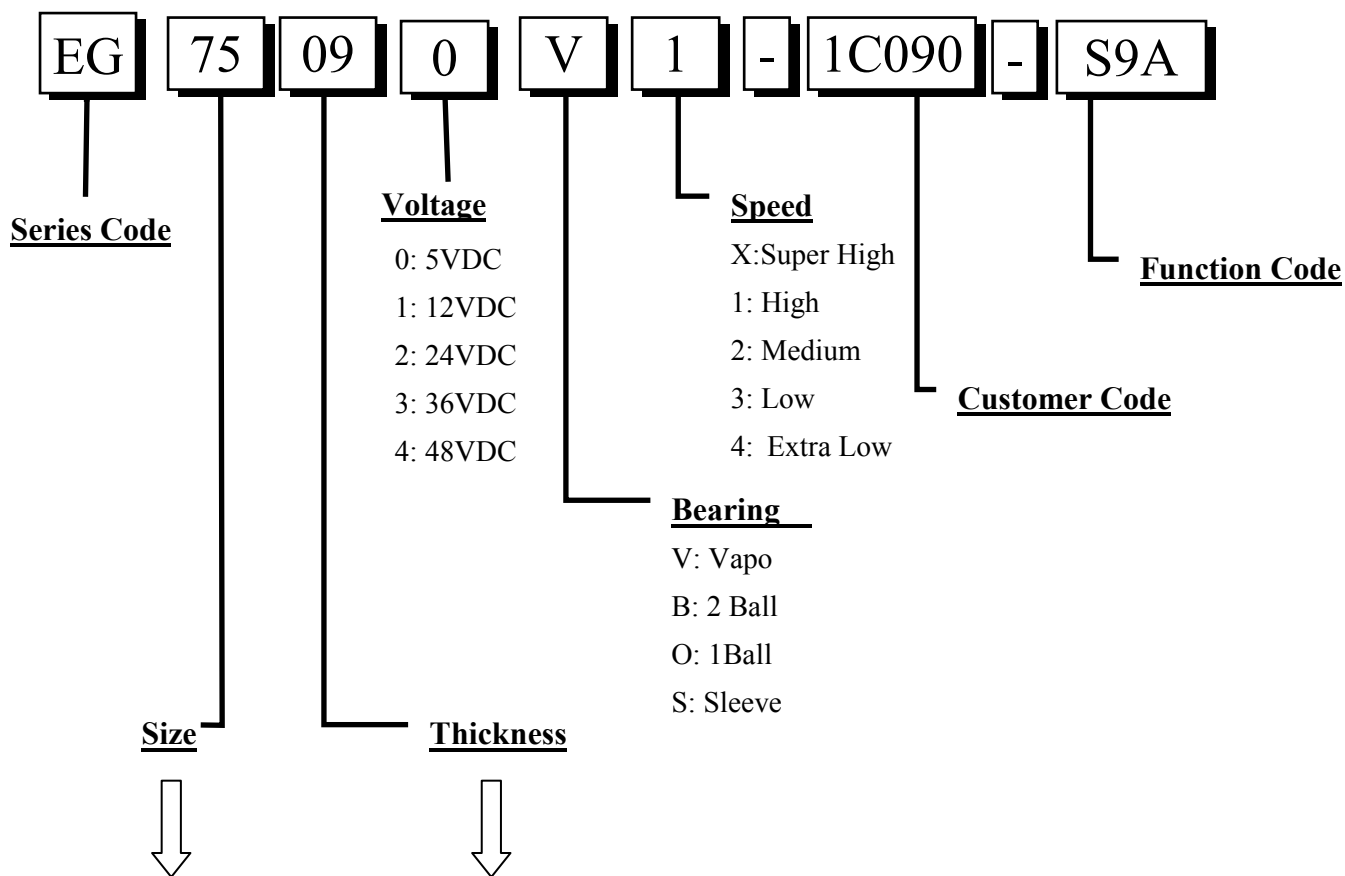 EG 75 09 0 V 1 - 1C090 - S9A
Series Code
Voltage
0: 5VDC
1: 12VDC
2: 24VDC
3: 36VDC
4: 48VDC
Speed
X:Super High
1: High
2: Medium
3: Low
4: Extra Low
Function Code
Customer Code
Bearing
V: Vapo
B: 2 Ball
O: 1Ball
S: Sleeve
Size
Thickness